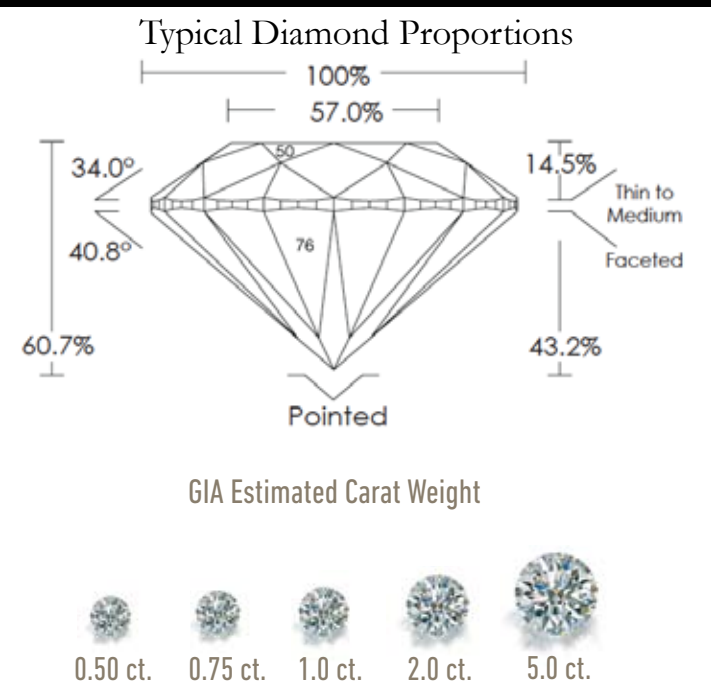 Typical Diamond Proportions
100%
57.0%
50
34.0°
14.5%
Thin to
Medium
40.8°
76
Faceted
60.7%
43.2%
Pointed
GIA Estimated Carat Weight
0.50 ct.
0.75 ct.
1.0 ct.
2.0 ct.
5.0 ct.